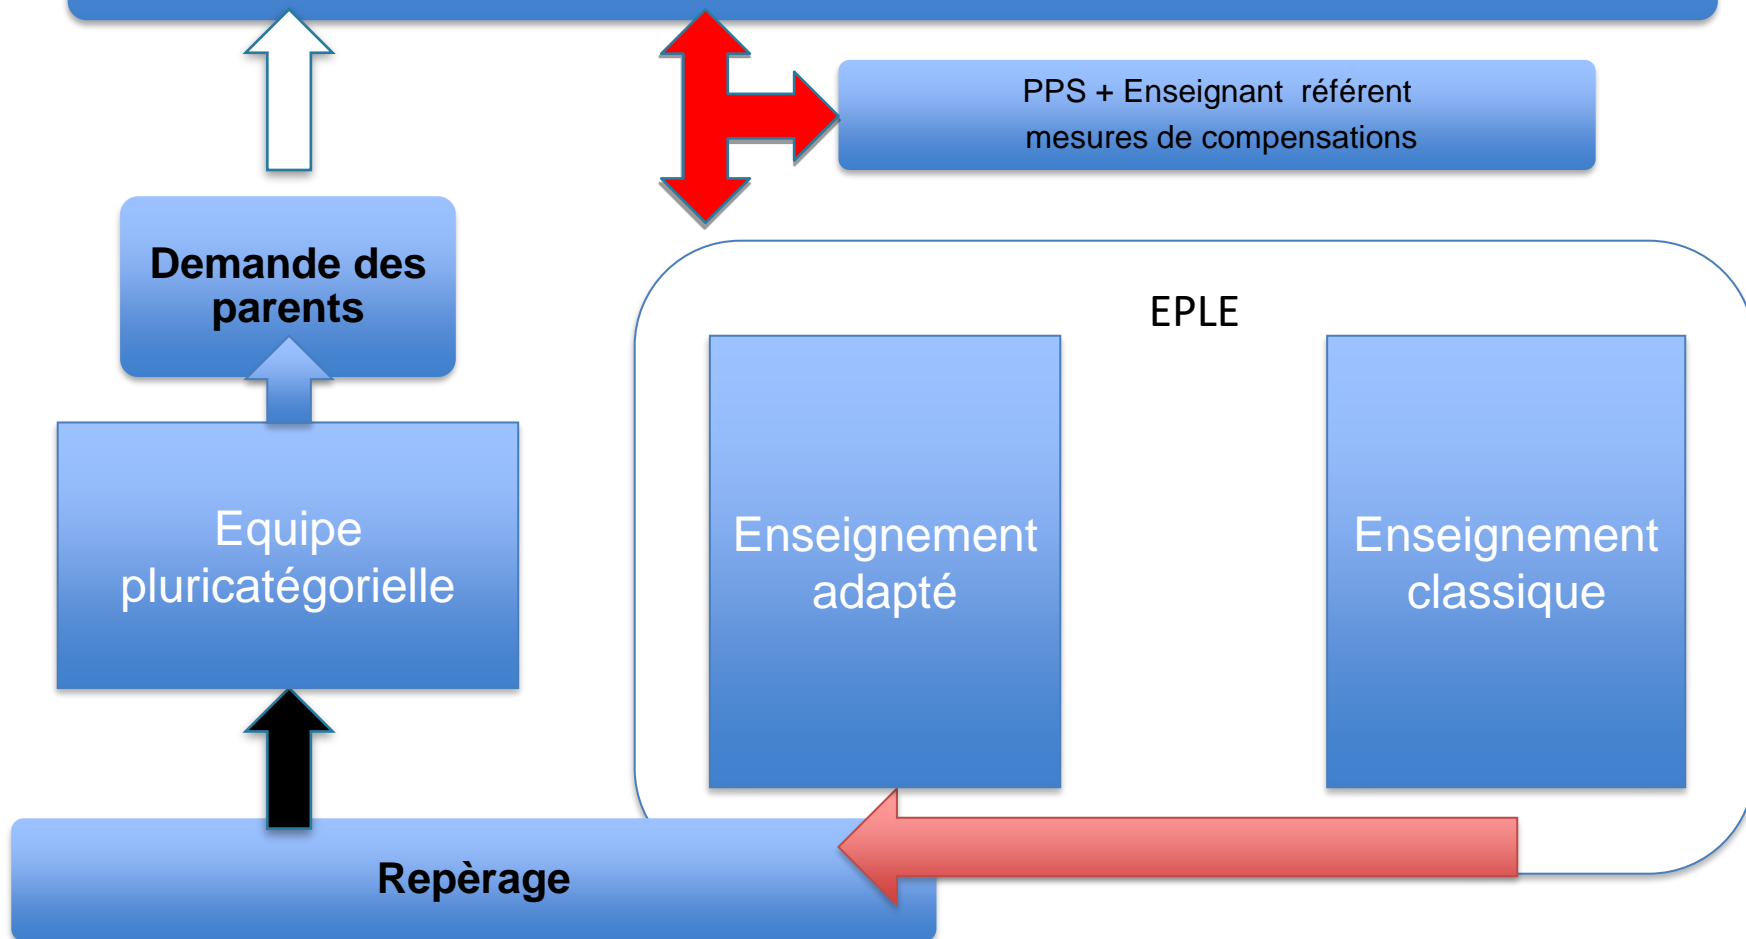 PPS + Enseignant référent
mesures de compensations
Demande des
parents
EPLE
Equipe
pluricatégorielle
Enseignement
adapté
Enseignement
classique
Repèrage